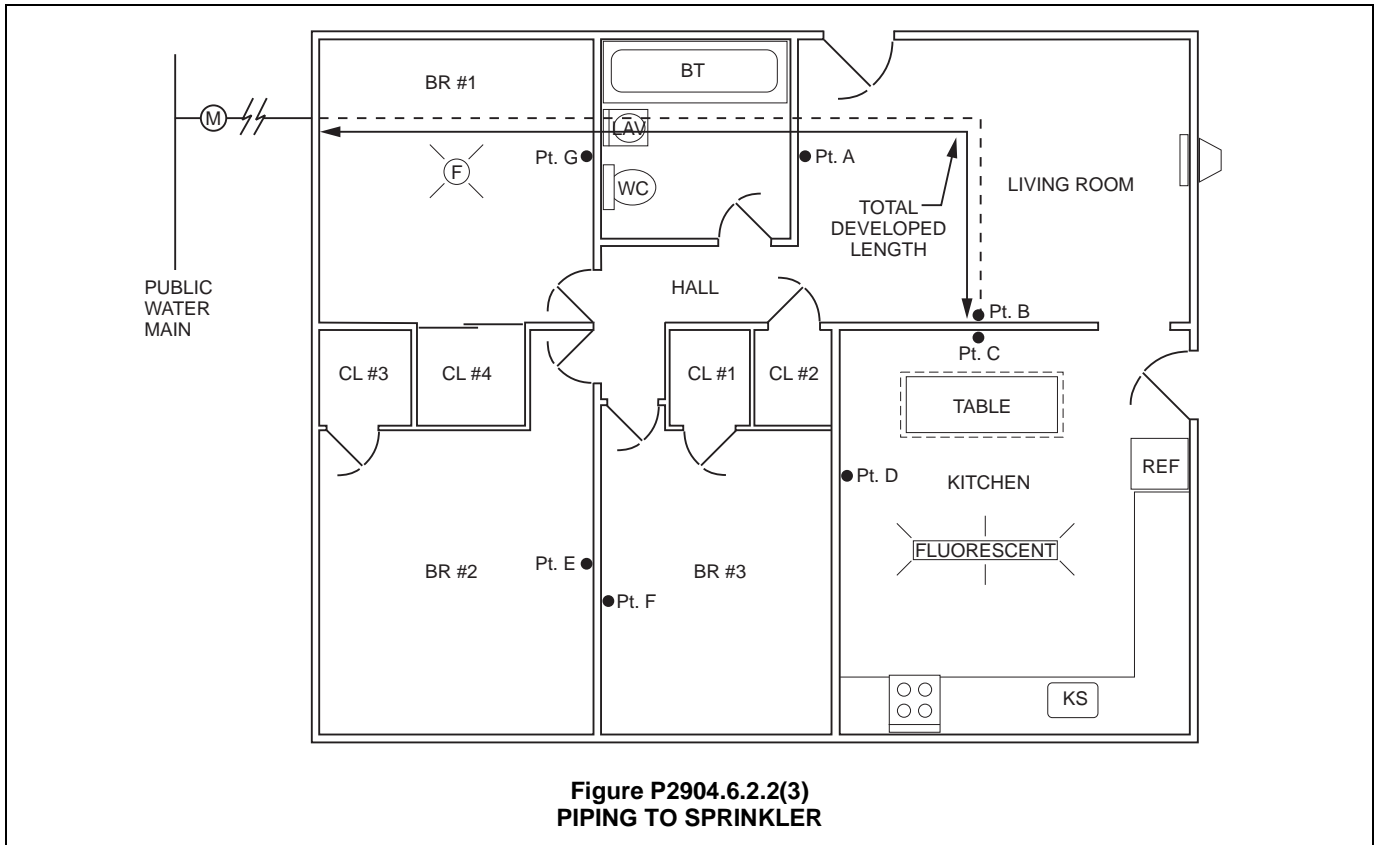 BR #1
BT
M
LAV
Pt. G
Pt. A
F
WC
LIVING ROOM
TOTAL
DEVELOPED
LENGTH
PUBLIC
WATER
MAIN
HALL
Pt. B
Pt. C
CL #3
CL #4
CL #1
CL #2
TABLE
REF
Pt. D
KITCHEN
FLUORESCENT
Pt. E
BR #2
BR #3
Pt. F
KS
Figure P2904.6.2.2(3)
PIPING TO SPRINKLER